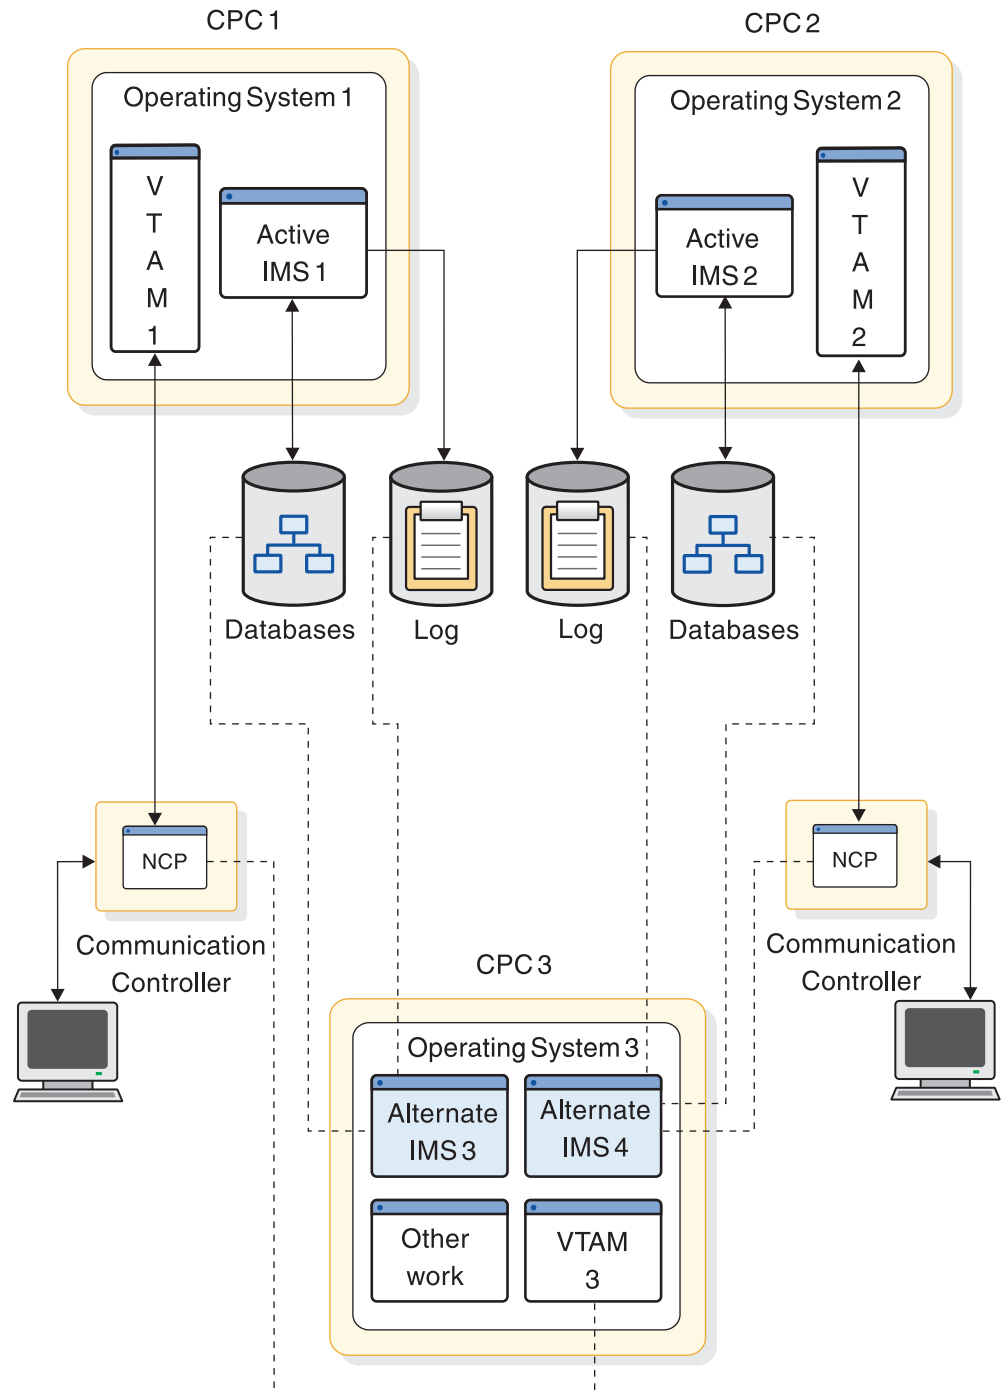 CPC 1
CPC 2
Operating System 1
Operating System 2
V
T
A
M
1
Active
IMS 1
Active
IMS 2
V
T
A
M
2
Databases
Log
Log
Databases
NCP
NCP
Communication
Controller
Communication
Controller
CPC 3
Operating System 3
Alternate
IMS 3
Alternate
IMS 4
Other
work
VTAM
3